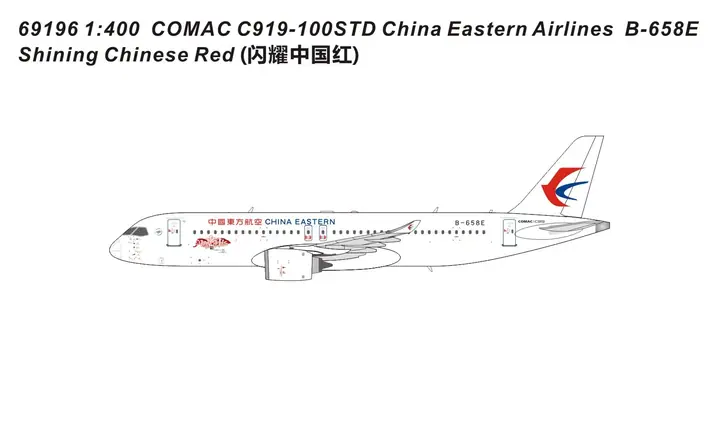 69196 1:400 COMAC C919-100STD China Eastern Airlines B-658E
Shining Chinese Red (闪耀中国红)
中國東方航空 CHINA EASTERN
B-658E
COMAC C919